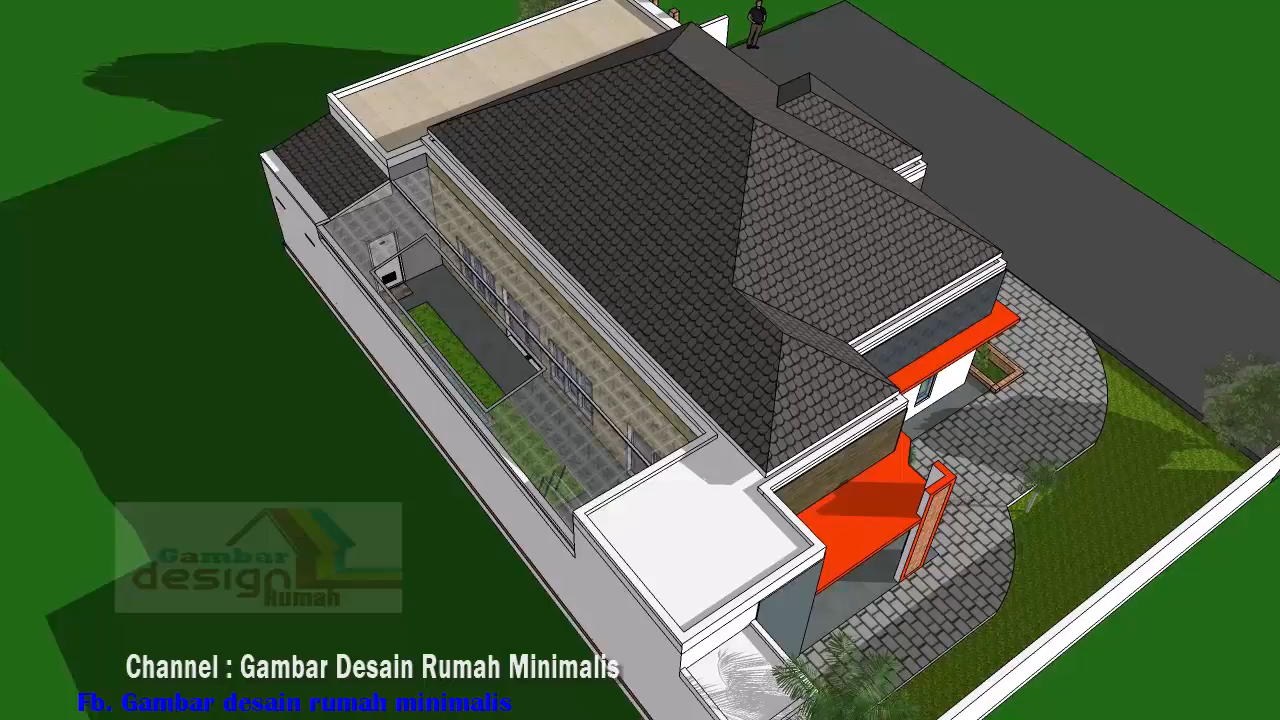 Gambar
design
Rumah
Channel : Gambar Desain Rumah Minimalis
Fb. Gambar desain rumah minimalis